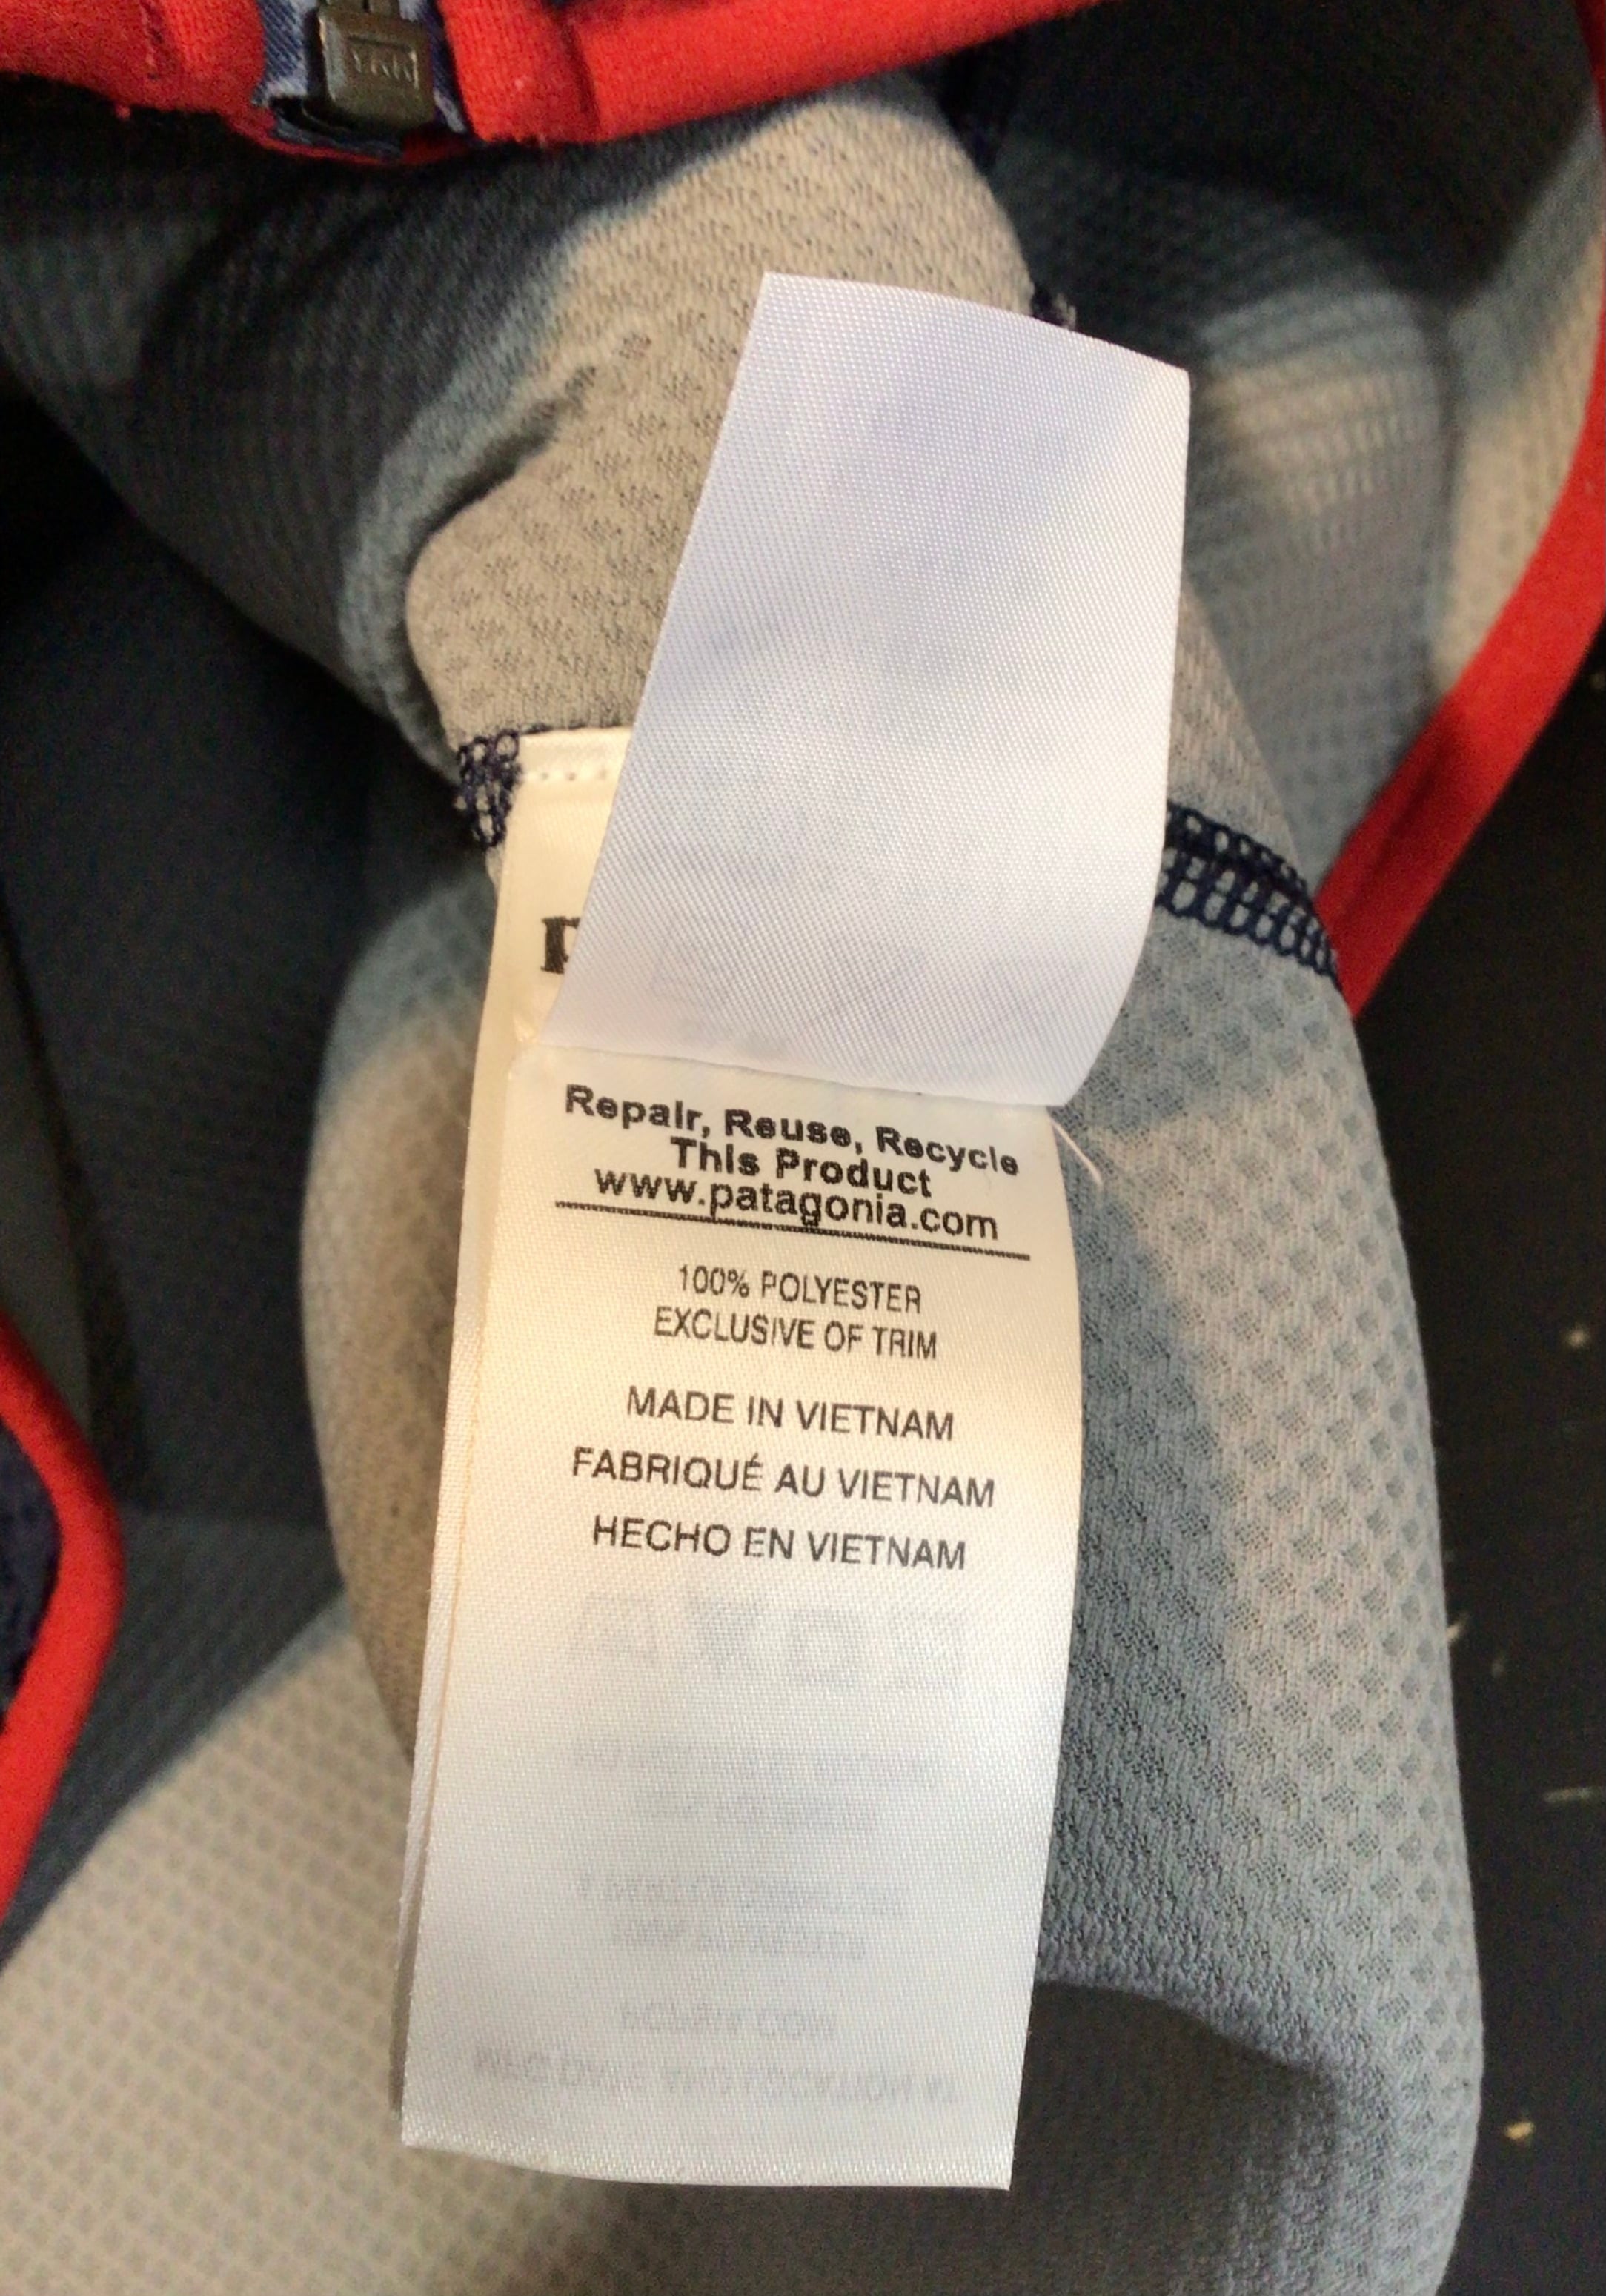 YKK
Repair, Reuse, Recycle
This Product
www.patagonia.com
100% POLYESTER
EXCLUSIVE OF TRIM
MADE IN VIETNAM
FABRIQUÉ AU VIETNAM
HECHO EN VIETNAM